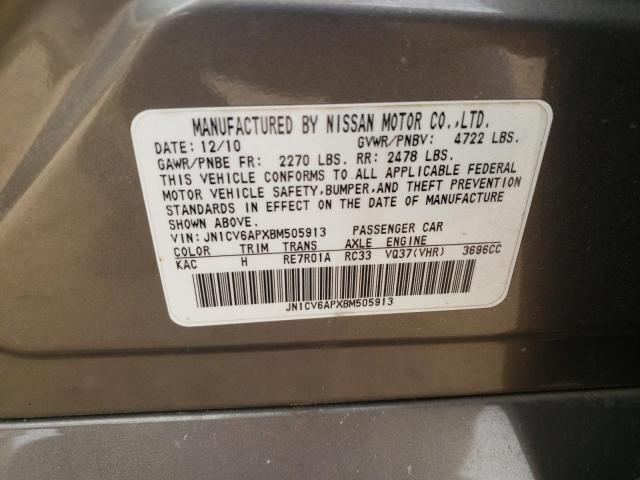 MANUFACTURED BY NISSAN MOTOR CO.,LTD.
DATE: 12/10 GVWR/PNBV: 4722 LBS.
GAWR/PNBE FR: 2270 LBS. RR: 2478 LBS.
THIS VEHICLE CONFORMS TO ALL APPLICABLE FEDERAL
MOTOR VEHICLE SAFETY,BUMPER,AND THEFT PREVENTION
STANDARDS IN EFFECT ON THE DATE OF MANUFACTURE
SHOWN ABOVE.
VIN: JN1CV6APXBM505913 PASSENGER CAR
COLOR TRIM TRANS AXLE ENGINE
KAC H RE7R01A RC33 VQ37(VHR) 3696CC
JN1CV6APXBM505913